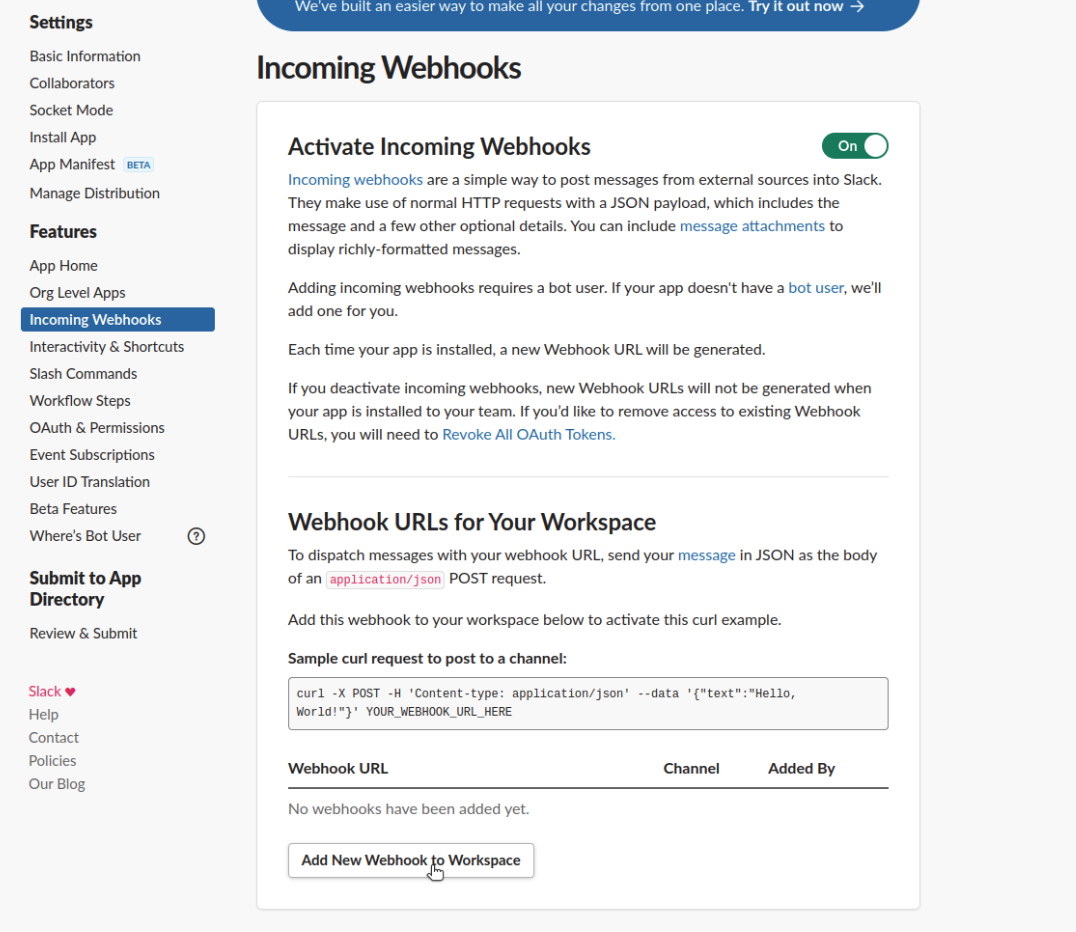 We've built an easier way to make all your changes from one place. Try it out now →
Settings
Basic Information
Collaborators
Socket Mode
Install App
App Manifest BETA
Manage Distribution
Features
App Home
Org Level Apps
Incoming Webhooks
Interactivity & Shortcuts
Slash Commands
Workflow Steps
OAuth & Permissions
Event Subscriptions
User ID Translation
Beta Features
Where's Bot User ?
Submit to App
Directory
Review & Submit
Slack ♥
Help
Contact
Policies
Our Blog
Incoming Webhooks
Activate Incoming Webhooks On
Incoming webhooks are a simple way to post messages from external sources into Slack.
They make use of normal HTTP requests with a JSON payload, which includes the
message and a few other optional details. You can include message attachments to
display richly-formatted messages.
Adding incoming webhooks requires a bot user. If your app doesn't have a bot user, we'll
add one for you.
Each time your app is installed, a new Webhook URL will be generated.
If you deactivate incoming webhooks, new Webhook URLs will not be generated when
your app is installed to your team. If you'd like to remove access to existing Webhook
URLs, you will need to Revoke All OAuth Tokens.
Webhook URLs for Your Workspace
To dispatch messages with your webhook URL, send your message in JSON as the body
of an application/json POST request.
Add this webhook to your workspace below to activate this curl example.
Sample curl request to post to a channel:
curl -X POST -H 'Content-type: application/json' --data '{"text":"Hello,
World!"}' YOUR_WEBHOOK_URL_HERE
Webhook URL Channel Added By
No webhooks have been added yet.
Add New Webhook to Workspace